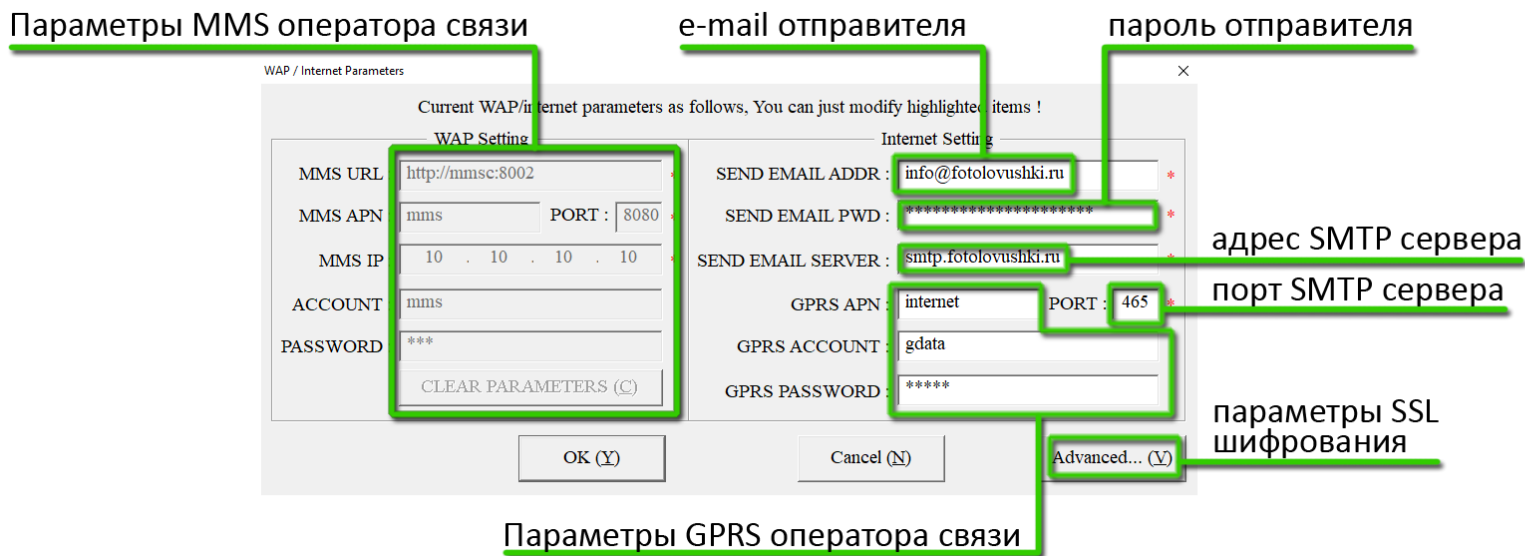 Параметры MMS оператора связи
e-mail отправителя
пароль отправителя
WAP / Internet Parameters
Current WAP/internet parameters as follows, You can just modify highlighted items !
WAP Setting
MMS URL http://mmsc:8002 *
MMS APN mms PORT : 8080 *
MMS IP 10 . 10 . 10 . 10 *
ACCOUNT mms
PASSWORD ***
CLEAR PARAMETERS (C)
Internet Setting
SEND EMAIL ADDR : info@fotolovushki.ru *
SEND EMAIL PWD : ********************* *
SEND EMAIL SERVER : smtp.fotolovushki.ru *
GPRS APN : internet PORT : 465 *
GPRS ACCOUNT : gdata
GPRS PASSWORD : *****
адрес SMTP сервера
порт SMTP сервера
параметры SSL
шифрования
OK (Y)
Cancel (N)
Advanced... (V)
Параметры GPRS оператора связи